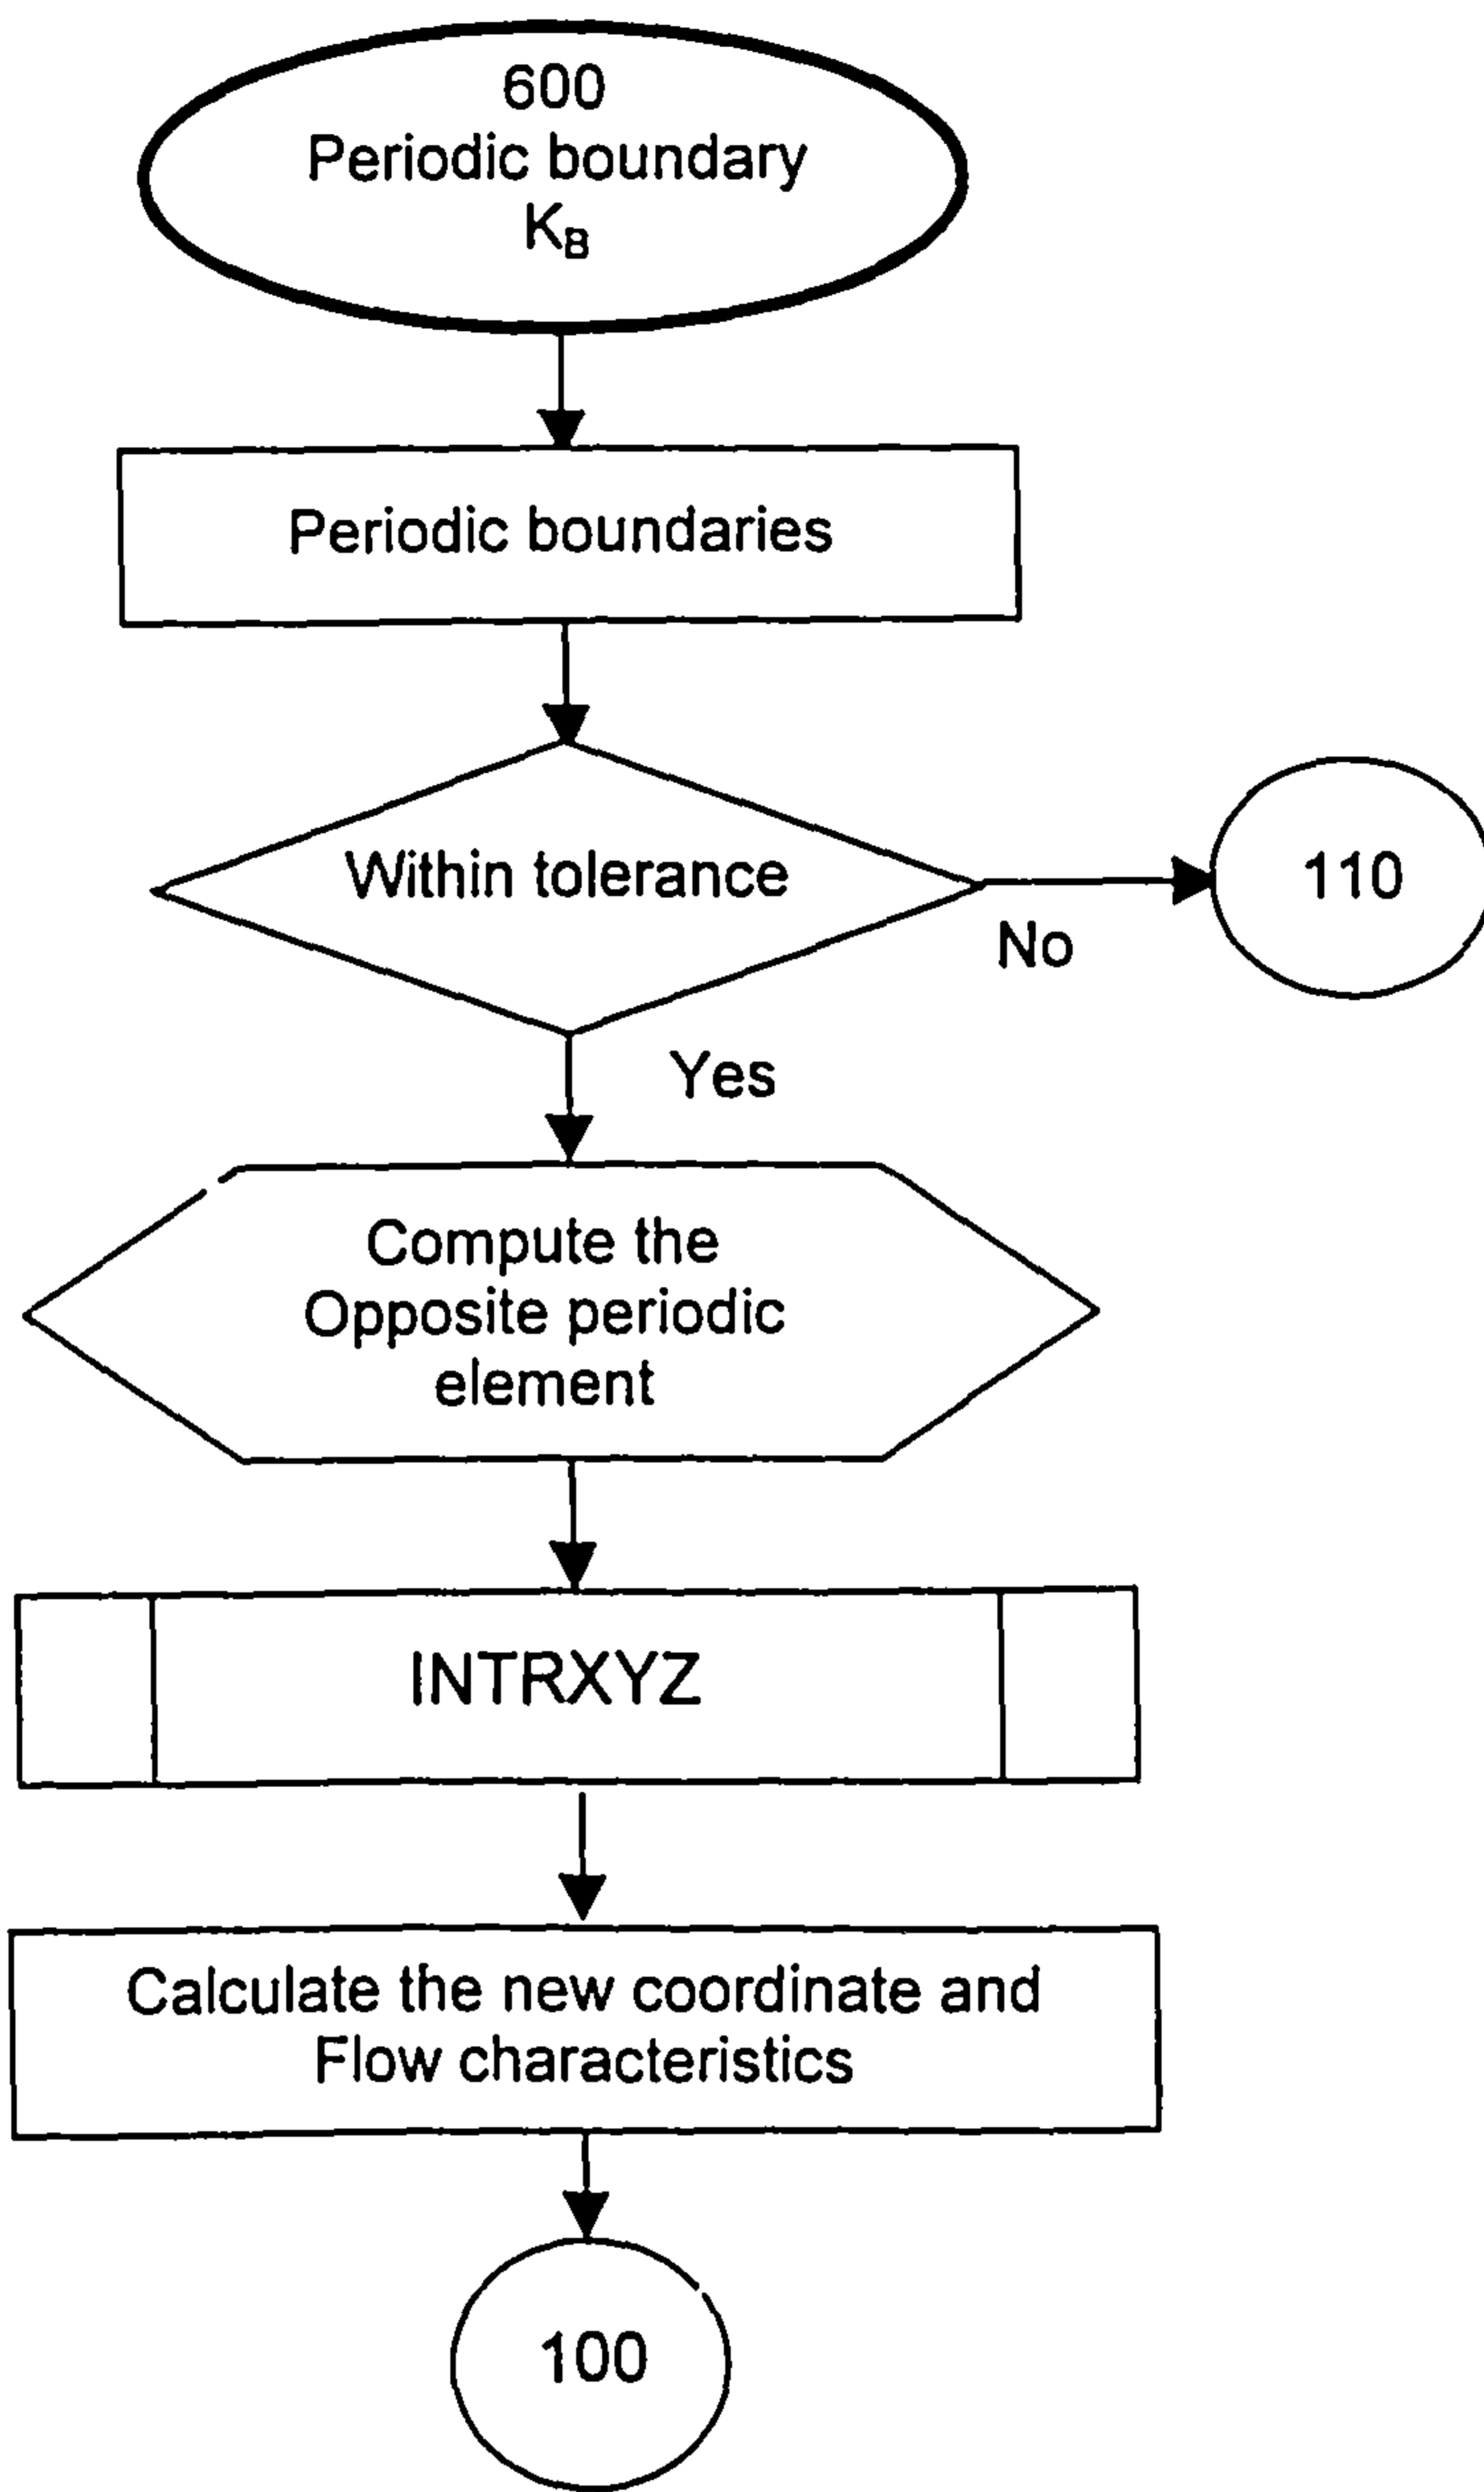 600
Periodic boundary
K_B
Periodic boundaries
Within tolerance
110
No
Yes
Compute the
Opposite periodic
element
INTRXYZ
Calculate the new coordinate and
Flow characteristics
100